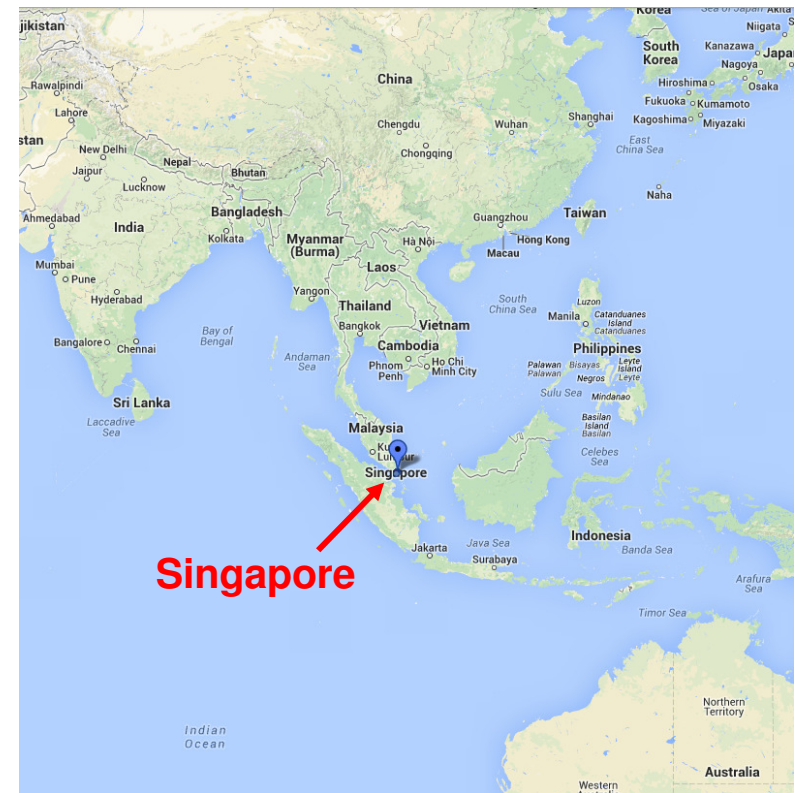 Korea
Sea of Japan
Akita
jikistan
Niigata
South
Korea
Kanazawa
Japa
Nagoya
Rawalpindi
China
Hiroshima
Osaka
Lahore
Fukuoka
Kumamoto
Chengdu
Wuhan
Shanghai
Kagoshima
Miyazaki
stan
New Delhi
Chongqing
East
China Sea
Nepal
Jaipur
Bhutan
Lucknow
Naha
Ahmedabad
Bangladesh
Guangzhou
Taiwan
India
Kolkata
Myanmar
(Burma)
Hà Nội
Hong Kong
Macau
Mumbai
Laos
Pune
Yangon
Hyderabad
Thailand
South
China Sea
Luzon
Manila
Catanduanes
Island
Catanduanes
Bay of
Bengal
Bangkok
Vietnam
Bangalore
Chennai
Cambodia
Philippines
Andaman
Sea
Phnom
Penh
Ho Chi
Minh City
Palawan
Palawan
Bisayas
Leyte
Island
Leyte
Negros
Sri Lanka
Sulu Sea
Mindanao
Laccadive
Sea
Malaysia
Basilan
Island
Basilan
Celebes
Sea
Singapore
Indonesia
Java Sea
Banda Sea
Jakarta
Surabaya
Singapore
Arafura
Sea
Timor Sea
Northern
Territory
Indian
Ocean
Australia
Western